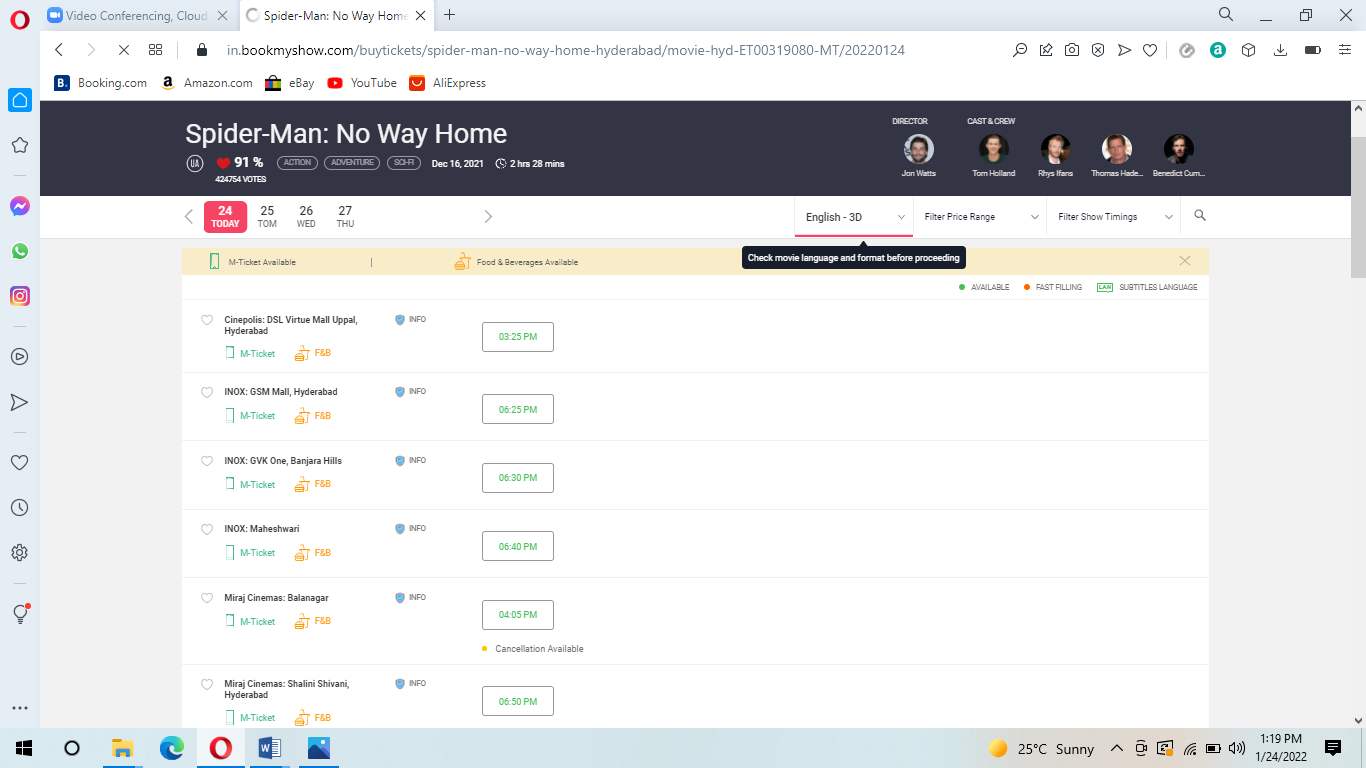 Video Conferencing, Cloud
Spider-Man: No Way Home
in.bookmyshow.com/buytickets/spider-man-no-way-home-hyderabad/movie-hyd-ET00319080-MT/20220124
B. Booking.com
a Amazon.com
eBay
YouTube
AliExpress
Spider-Man: No Way Home
UA 91 % ACTION ADVENTURE SCI-FI Dec 16, 2021 2 hrs 28 mins
424754 VOTES
DIRECTOR
CAST & CREW
Jon Watts
Tom Holland
Rhys Ifans
Thomas Hade...
Benedict Cum...
24 25 26 27
TODAY TOM WED THU
English - 3D
Filter Price Range
Filter Show Timings
Check movie language and format before proceeding
M-Ticket Available | Food & Beverages Available
AVAILABLE FAST FILLING LAN SUBTITLES LANGUAGE
Cinepolis: DSL Virtue Mall Uppal,
Hyderabad
INFO
03:25 PM
M-Ticket F&B
INOX: GSM Mall, Hyderabad
INFO
06:25 PM
M-Ticket F&B
INOX: GVK One, Banjara Hills
INFO
06:30 PM
M-Ticket F&B
INOX: Maheshwari
INFO
06:40 PM
M-Ticket F&B
Miraj Cinemas: Balanagar
INFO
04:05 PM
M-Ticket F&B
Cancellation Available
Miraj Cinemas: Shalini Shivani,
Hyderabad
INFO
06:50 PM
M-Ticket F&B
25°C Sunny
1:19 PM
1/24/2022